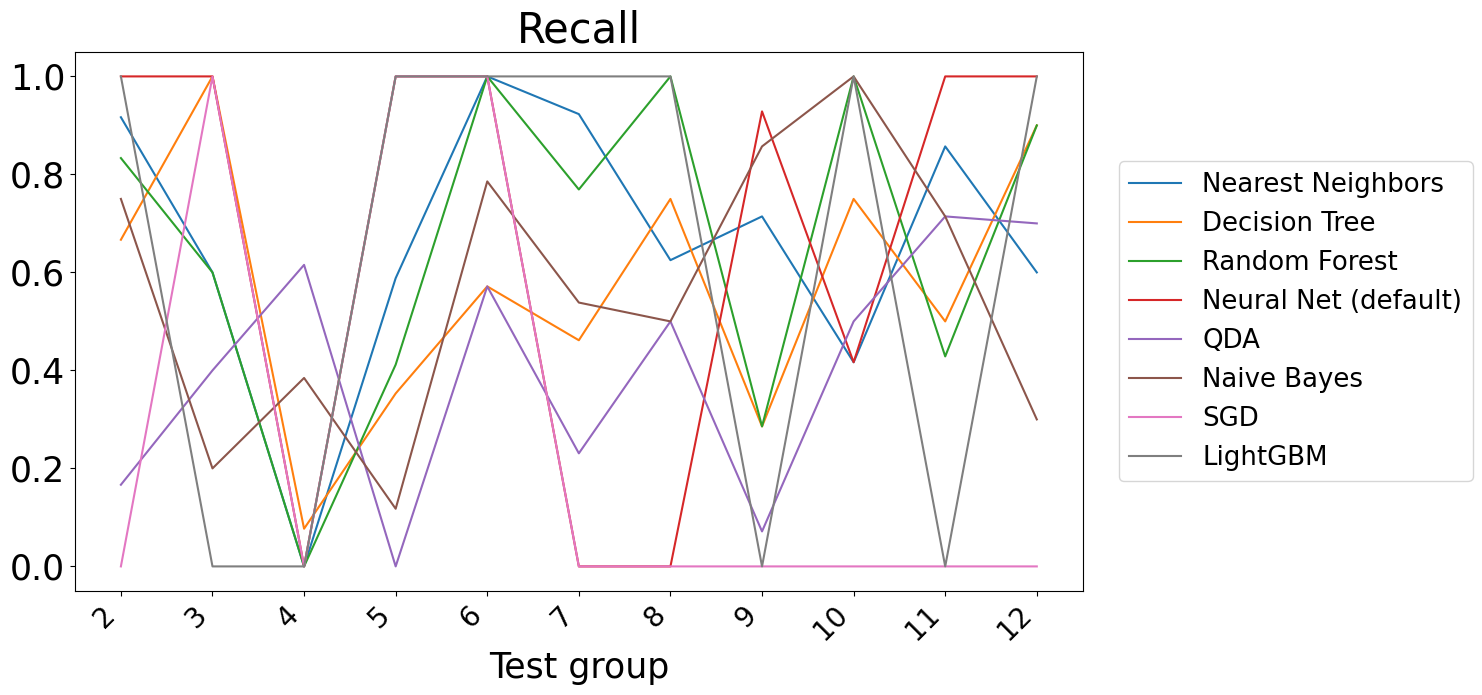 Recall
1.0
0.8
0.6
0.4
0.2
0.0
2 3 4 5 6 7 8 9 10 11 12
Test group
Nearest Neighbors
Decision Tree
Random Forest
Neural Net (default)
QDA
Naive Bayes
SGD
LightGBM